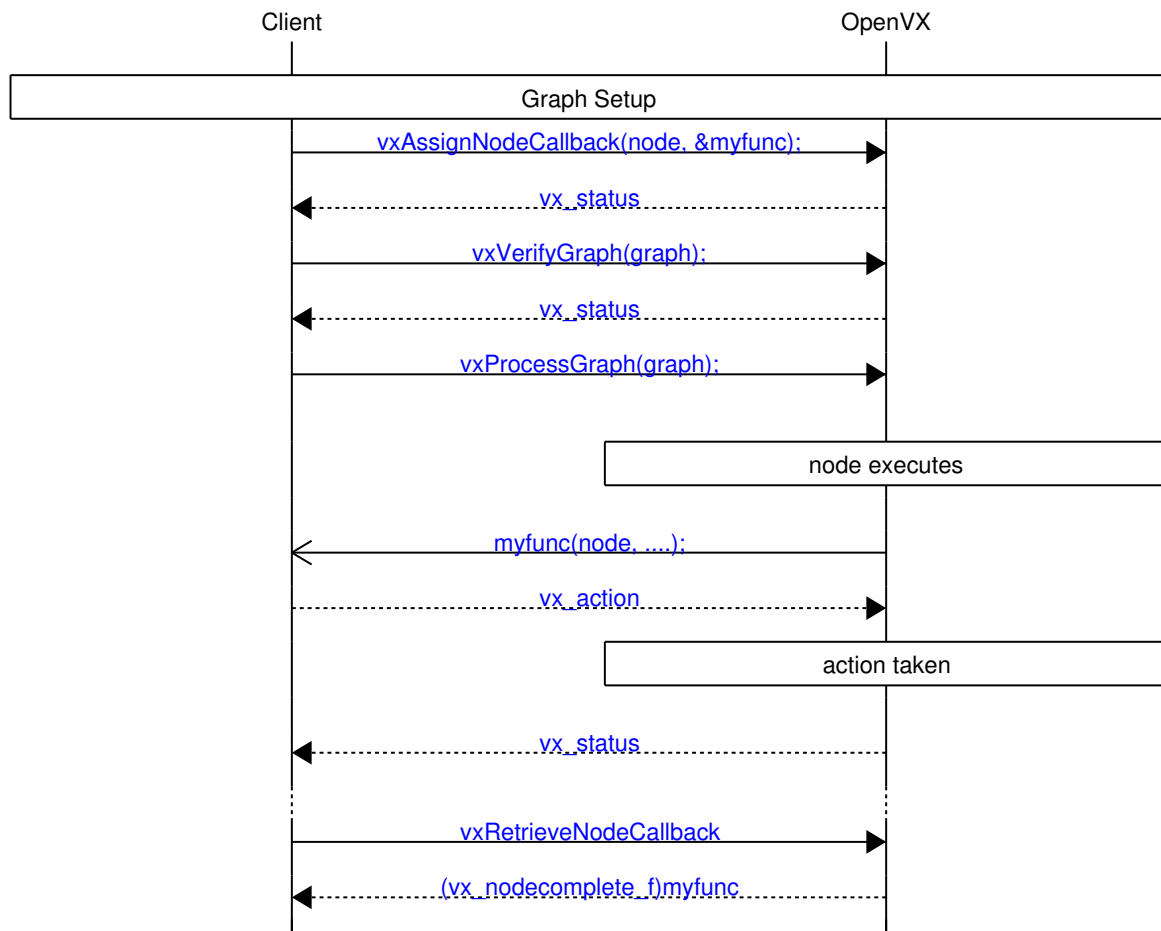 Client
OpenVX
Graph Setup
vxAssignNodeCallback(node, &myfunc);
vx_status
vxVerifyGraph(graph);
vx_status
vxProcessGraph(graph);
node executes
myfunc(node, ....);
vx_action
action taken
vx_status
vxRetrieveNodeCallback
(vx_nodecomplete_f)myfunc